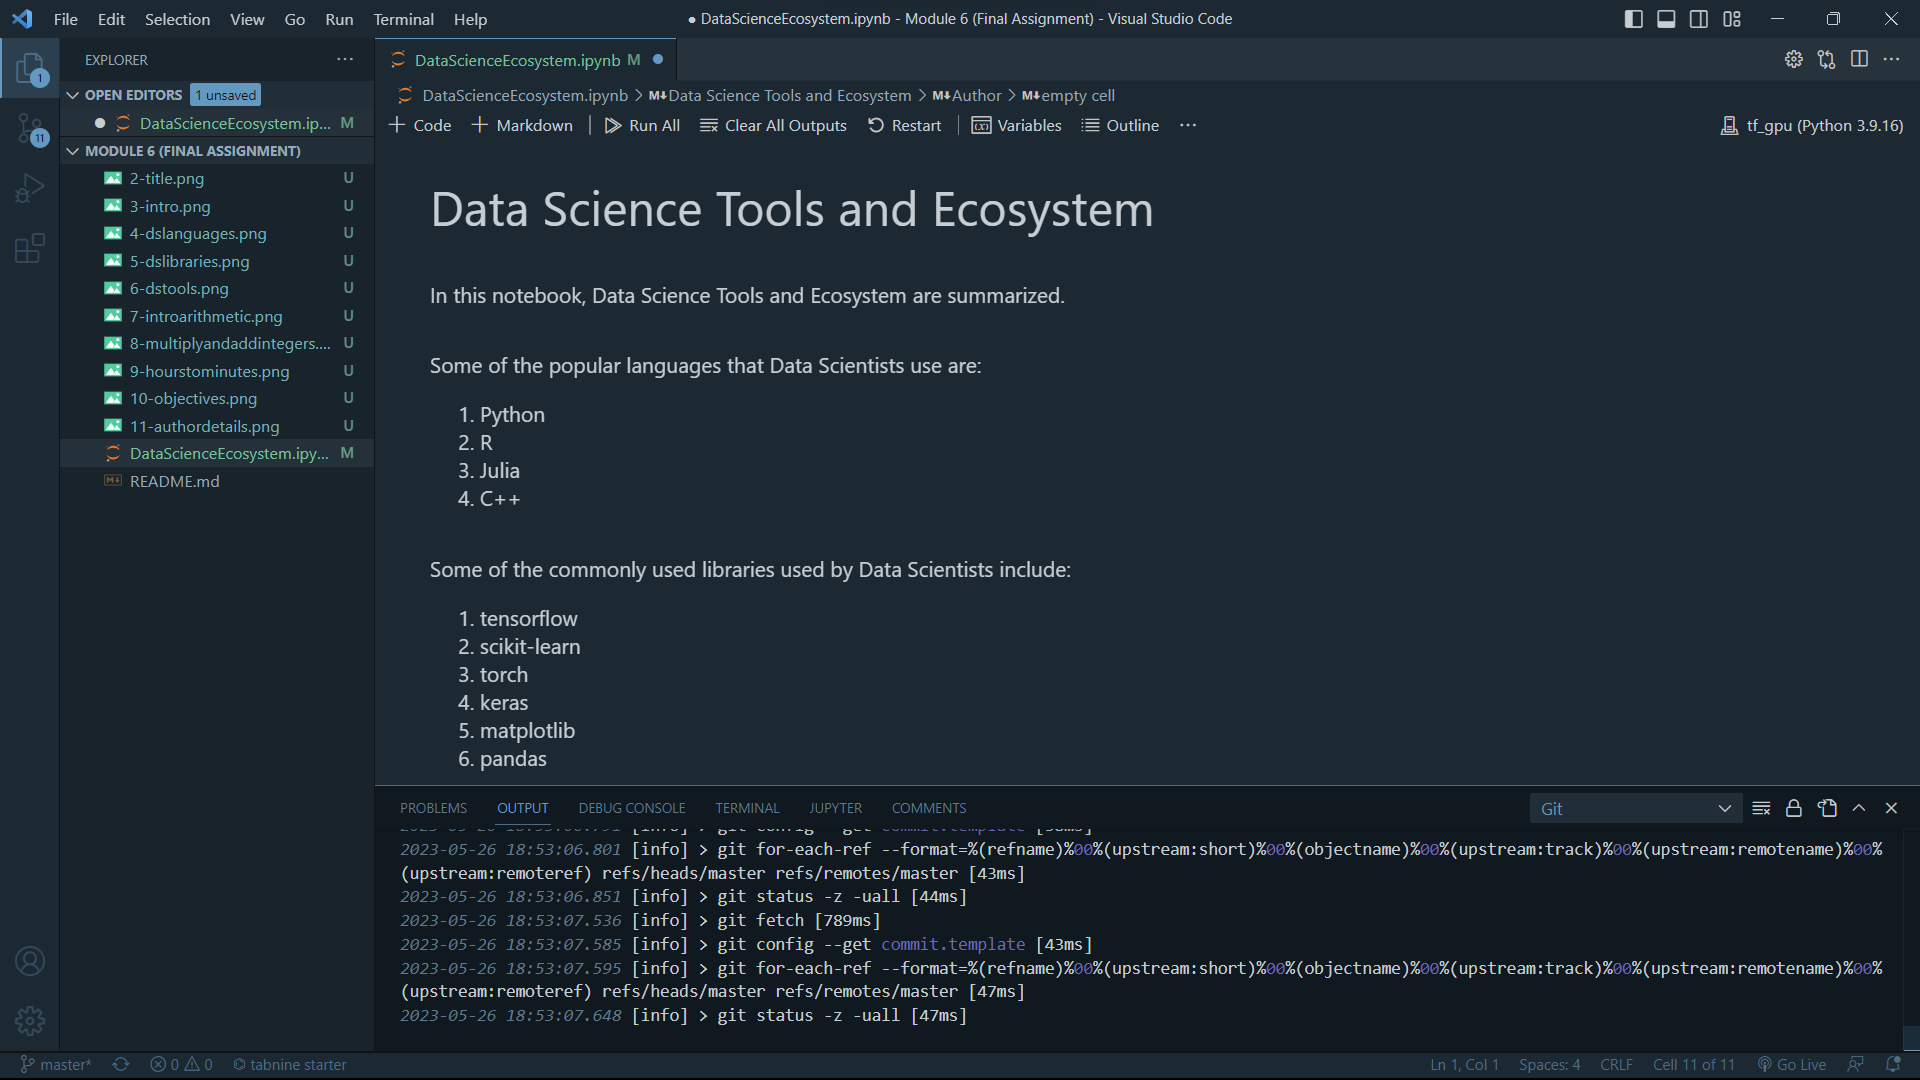 File Edit Selection View Go Run Terminal Help
● DataScienceEcosystem.ipynb - Module 6 (Final Assignment) - Visual Studio Code
EXPLORER
OPEN EDITORS 1 unsaved
DataScienceEcosystem.ip... M
MODULE 6 (FINAL ASSIGNMENT)
2-title.png U
3-intro.png U
4-dslanguages.png U
5-dslibraries.png U
6-dstools.png U
7-introarithmetic.png U
8-multiplyandaddintegers.... U
9-hourstominutes.png U
10-objectives.png U
11-authordetails.png U
DataScienceEcosystem.ipy... M
README.md
1
11
DataScienceEcosystem.ipynb M
DataScienceEcosystem.ipynb > M↓Data Science Tools and Ecosystem > M↓Author > M↓empty cell
+ Code + Markdown Run All Clear All Outputs Restart Variables Outline ...
tf_gpu (Python 3.9.16)
Data Science Tools and Ecosystem
In this notebook, Data Science Tools and Ecosystem are summarized.
Some of the popular languages that Data Scientists use are:
1. Python
2. R
3. Julia
4. C++
Some of the commonly used libraries used by Data Scientists include:
1. tensorflow
2. scikit-learn
3. torch
4. keras
5. matplotlib
6. pandas
PROBLEMS OUTPUT DEBUG CONSOLE TERMINAL JUPYTER COMMENTS
Git
2023-05-26 18:53:06.801 [info] > git for-each-ref --format=%(refname)%00%(upstream:short)%00%(objectname)%00%(upstream:track)%00%(upstream:remotename)%00%
(upstream:remoteref) refs/heads/master refs/remotes/master [43ms]
2023-05-26 18:53:06.851 [info] > git status -z -uall [44ms]
2023-05-26 18:53:07.536 [info] > git fetch [789ms]
2023-05-26 18:53:07.585 [info] > git config --get commit.template [43ms]
2023-05-26 18:53:07.595 [info] > git for-each-ref --format=%(refname)%00%(upstream:short)%00%(objectname)%00%(upstream:track)%00%(upstream:remotename)%00%
(upstream:remoteref) refs/heads/master refs/remotes/master [47ms]
2023-05-26 18:53:07.648 [info] > git status -z -uall [47ms]
master* 0 0 tabnine starter
Ln 1, Col 1 Spaces: 4 CRLF Cell 11 of 11 Go Live